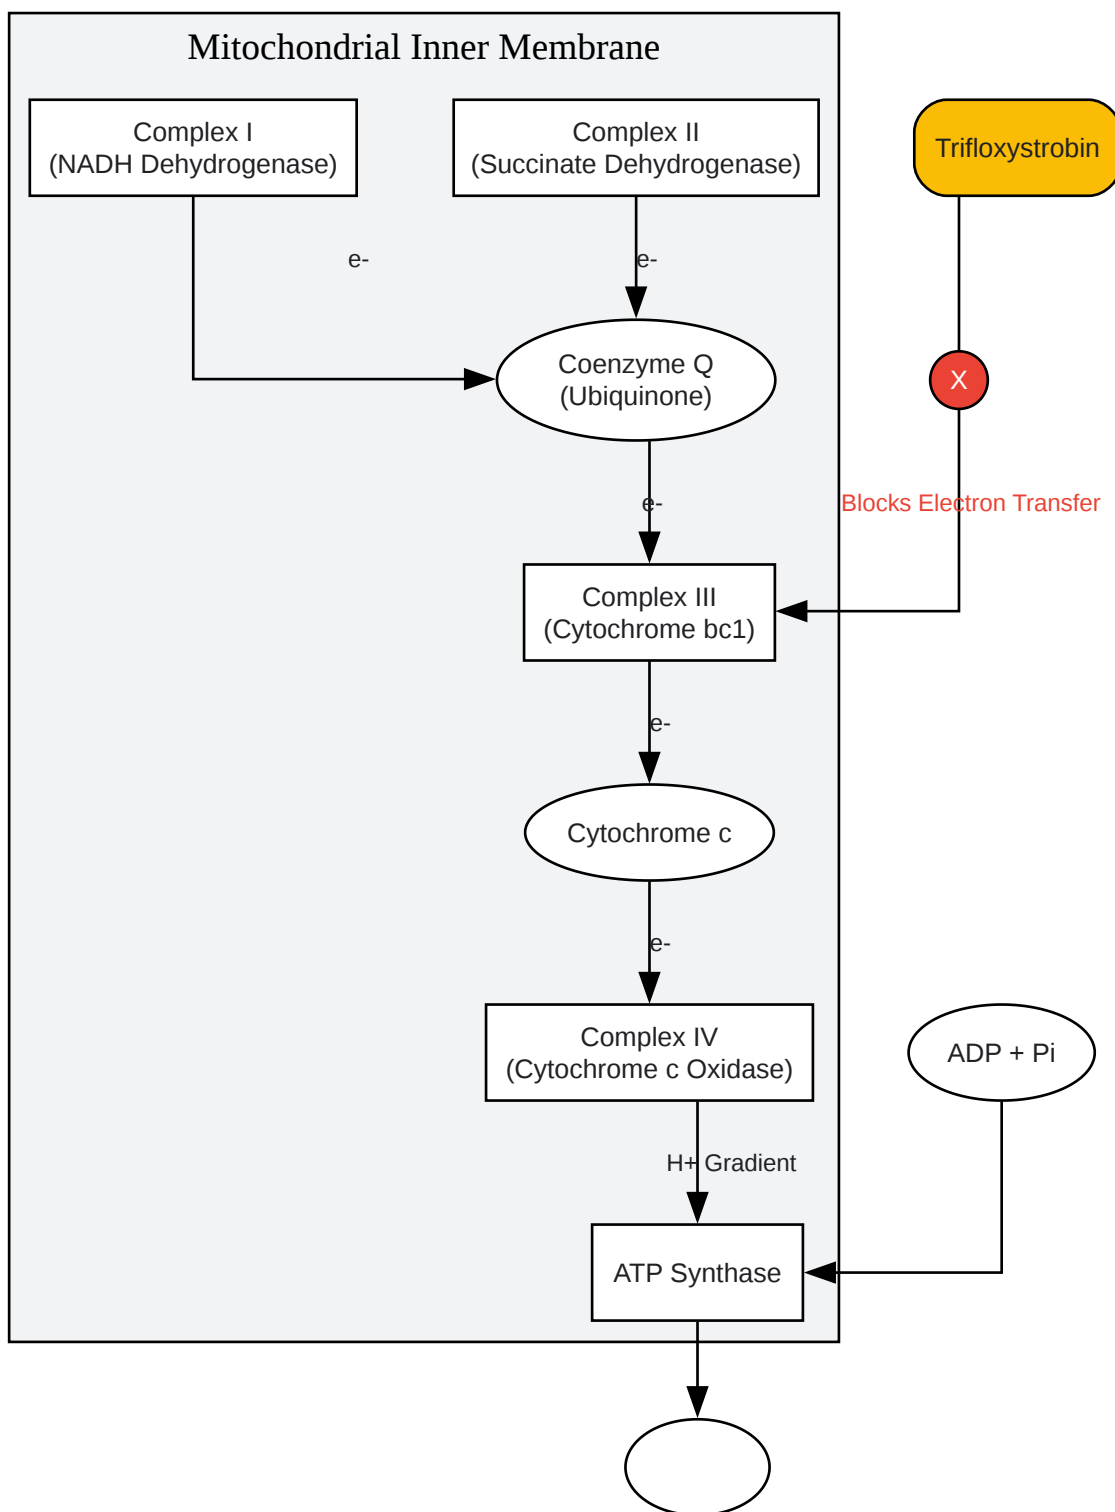 Mitochondrial Inner Membrane
Complex I
(NADH Dehydrogenase)
Complex II
(Succinate Dehydrogenase)
Trifloxystrobin
e-
e-
Coenzyme Q
(Ubiquinone)
X
e-
Blocks Electron Transfer
Complex III
(Cytochrome bc1)
e-
Cytochrome c
e-
Complex IV
(Cytochrome c Oxidase)
ADP + Pi
H+ Gradient
ATP Synthase